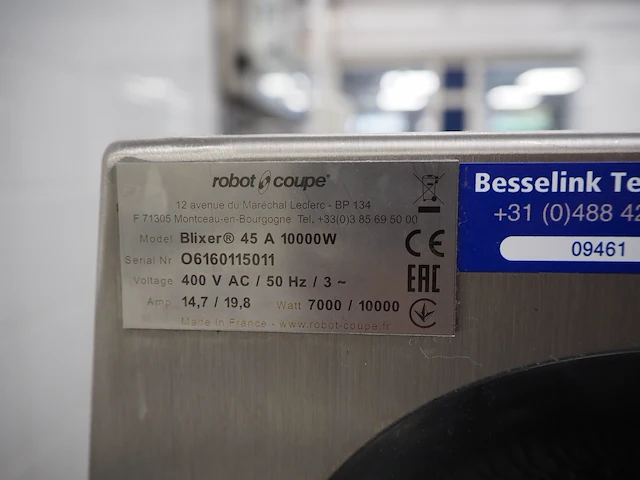 robot coupe®
12 avenue du Maréchal Leclerc - BP 134
F 71305 Montceau-en-Bourgogne Tel. +33(0)3 85 69 50 00
Model Blixer® 45 A 10000W
Serial Nr O6160115011
Voltage 400 V AC / 50 Hz / 3 ~
Amp. 14,7 / 19,8 Watt 7000 / 10000
Made in France - www.robot-coupe.fr
CE
EAC
Besselink Te
+31 (0)488 42
09461